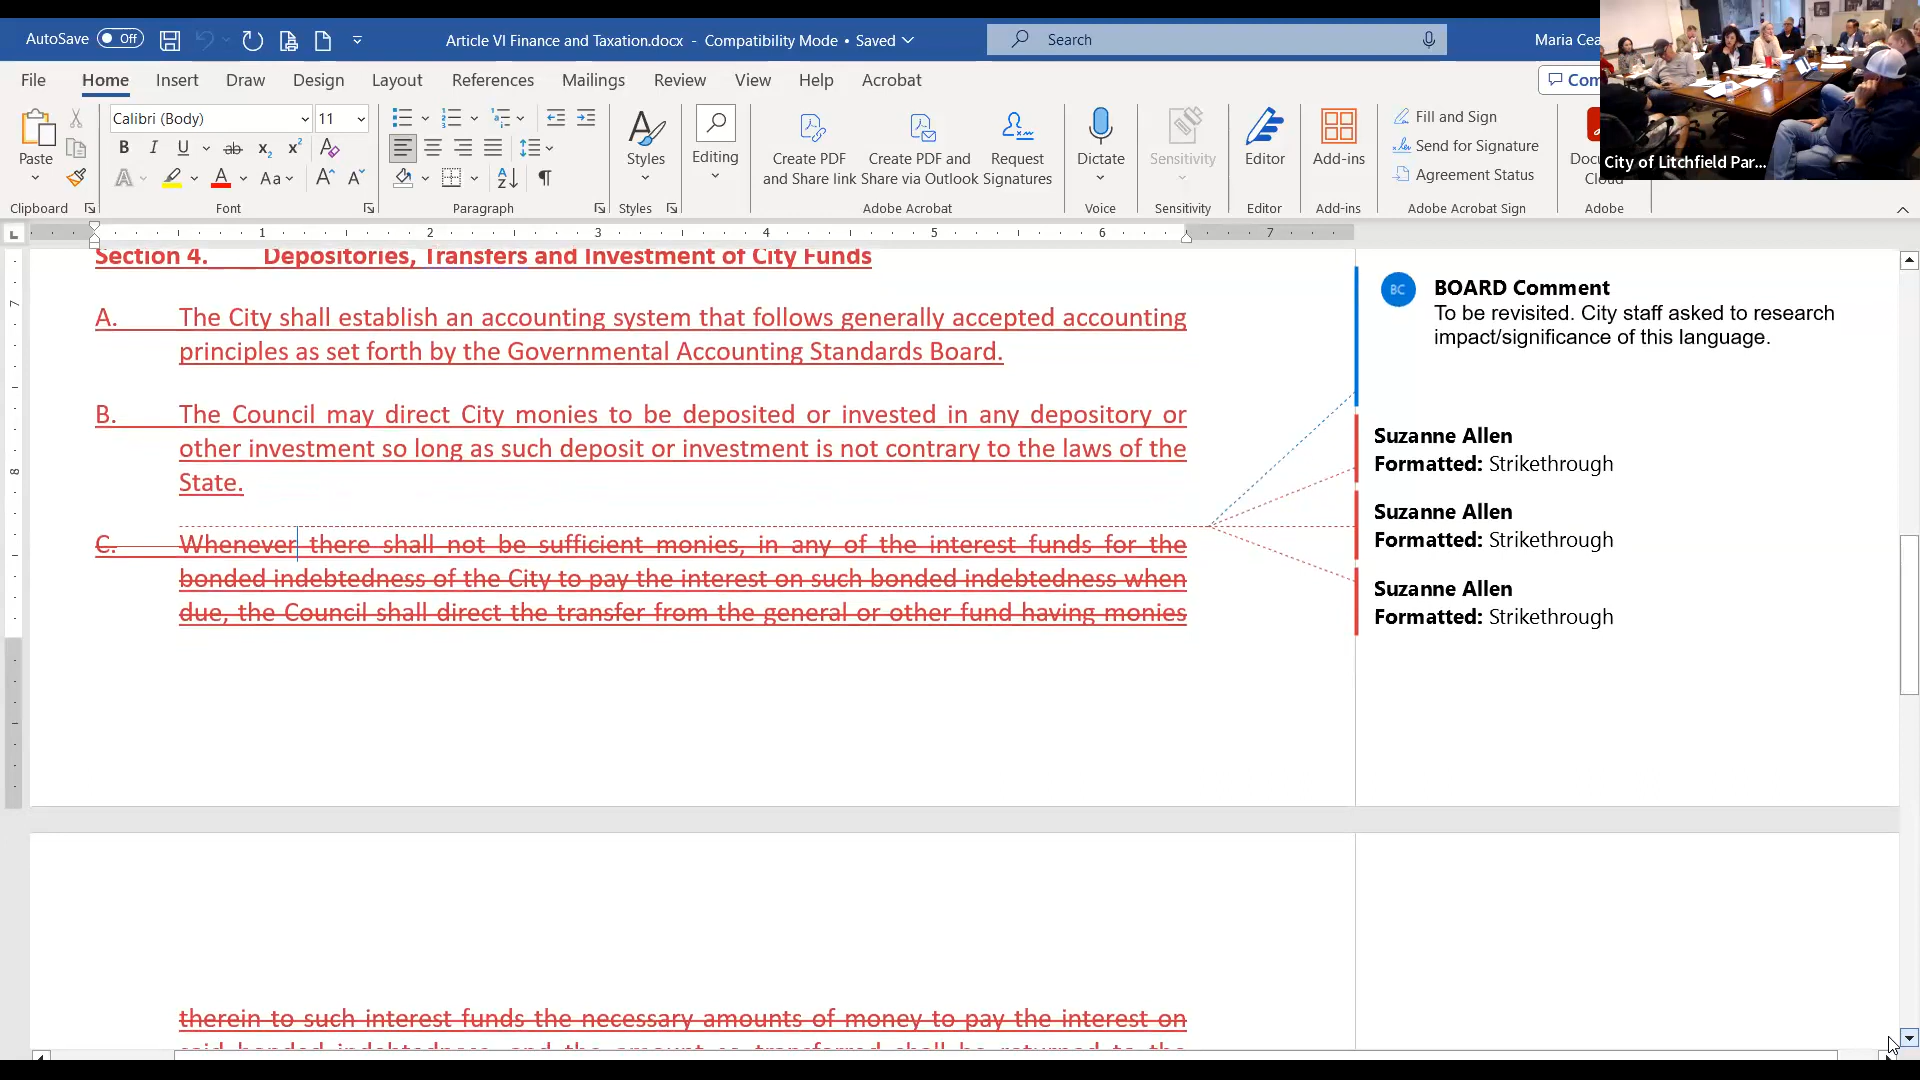 AutoSave Off
Article VI Finance and Taxation.docx - Compatibility Mode • Saved
Search
Maria Cea
File Home Insert Draw Design Layout References Mailings Review View Help Acrobat
Com
Paste
Calibri (Body) 11
Styles
Editing
Create PDF and Share link
Create PDF and Share via Outlook
Request Signatures
Dictate
Sensitivity
Editor
Add-ins
Fill and Sign
Send for Signature
Agreement Status
Clipboard Font Paragraph Styles Adobe Acrobat Voice Sensitivity Editor Add-ins Adobe Acrobat Sign Adobe
City of Litchfield Par...
1 2 3 4 5 6 7
Section 4. Depositories, Transfers and Investment of City Funds
A. The City shall establish an accounting system that follows generally accepted accounting
principles as set forth by the Governmental Accounting Standards Board.
B. The Council may direct City monies to be deposited or invested in any depository or
other investment so long as such deposit or investment is not contrary to the laws of the
State.
C. Whenever there shall not be sufficient monies, in any of the interest funds for the
bonded indebtedness of the City to pay the interest on such bonded indebtedness when
due, the Council shall direct the transfer from the general or other fund having monies
therein to such interest funds the necessary amounts of money to pay the interest on
BC
BOARD Comment
To be revisited. City staff asked to research
impact/significance of this language.
Suzanne Allen
Formatted: Strikethrough
Suzanne Allen
Formatted: Strikethrough
Suzanne Allen
Formatted: Strikethrough